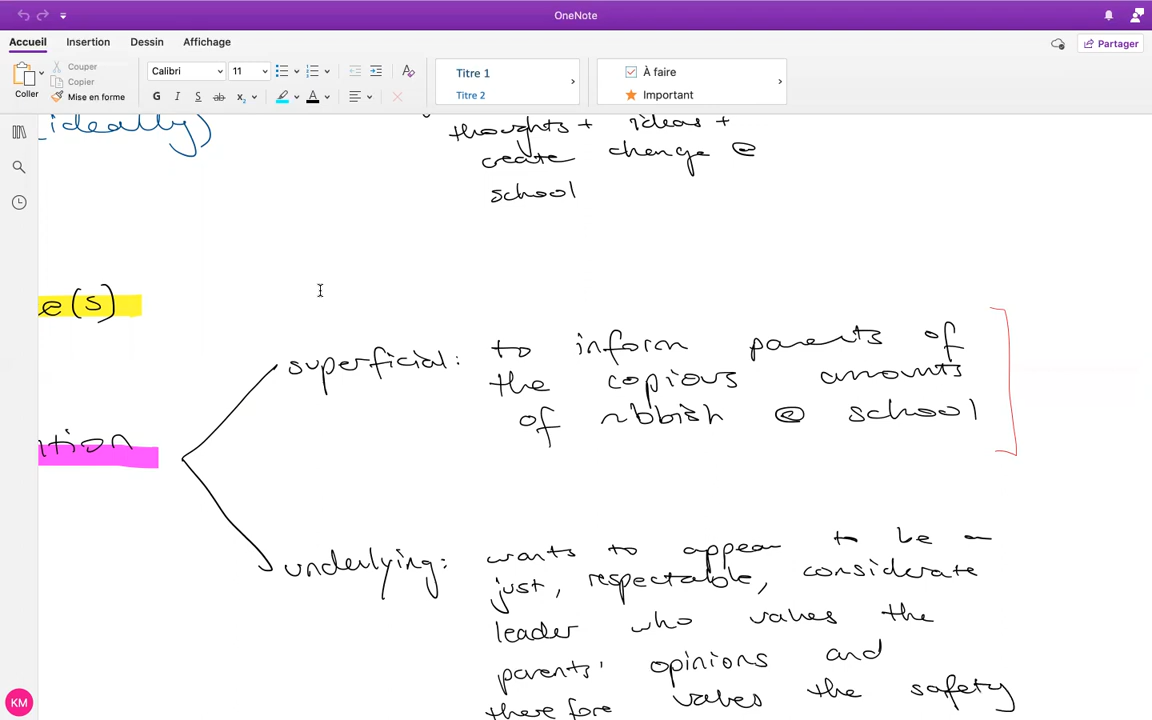 OneNote
Accueil Insertion Dessin Affichage
Partager
Coller
Couper
Copier
Mise en forme
Calibri 11
G I S ab x₂ A
Titre 1
Titre 2
À faire
Important
(ideally)
thoughts + ideas +
create change @
school
e(s)
superficial: to inform parents of
the copious amounts
of rubbish @ school
ntion
underlying: wants to appear to be a
just, respectable, considerate
leader who values the
parents' opinions and
therefore values the safety
KM